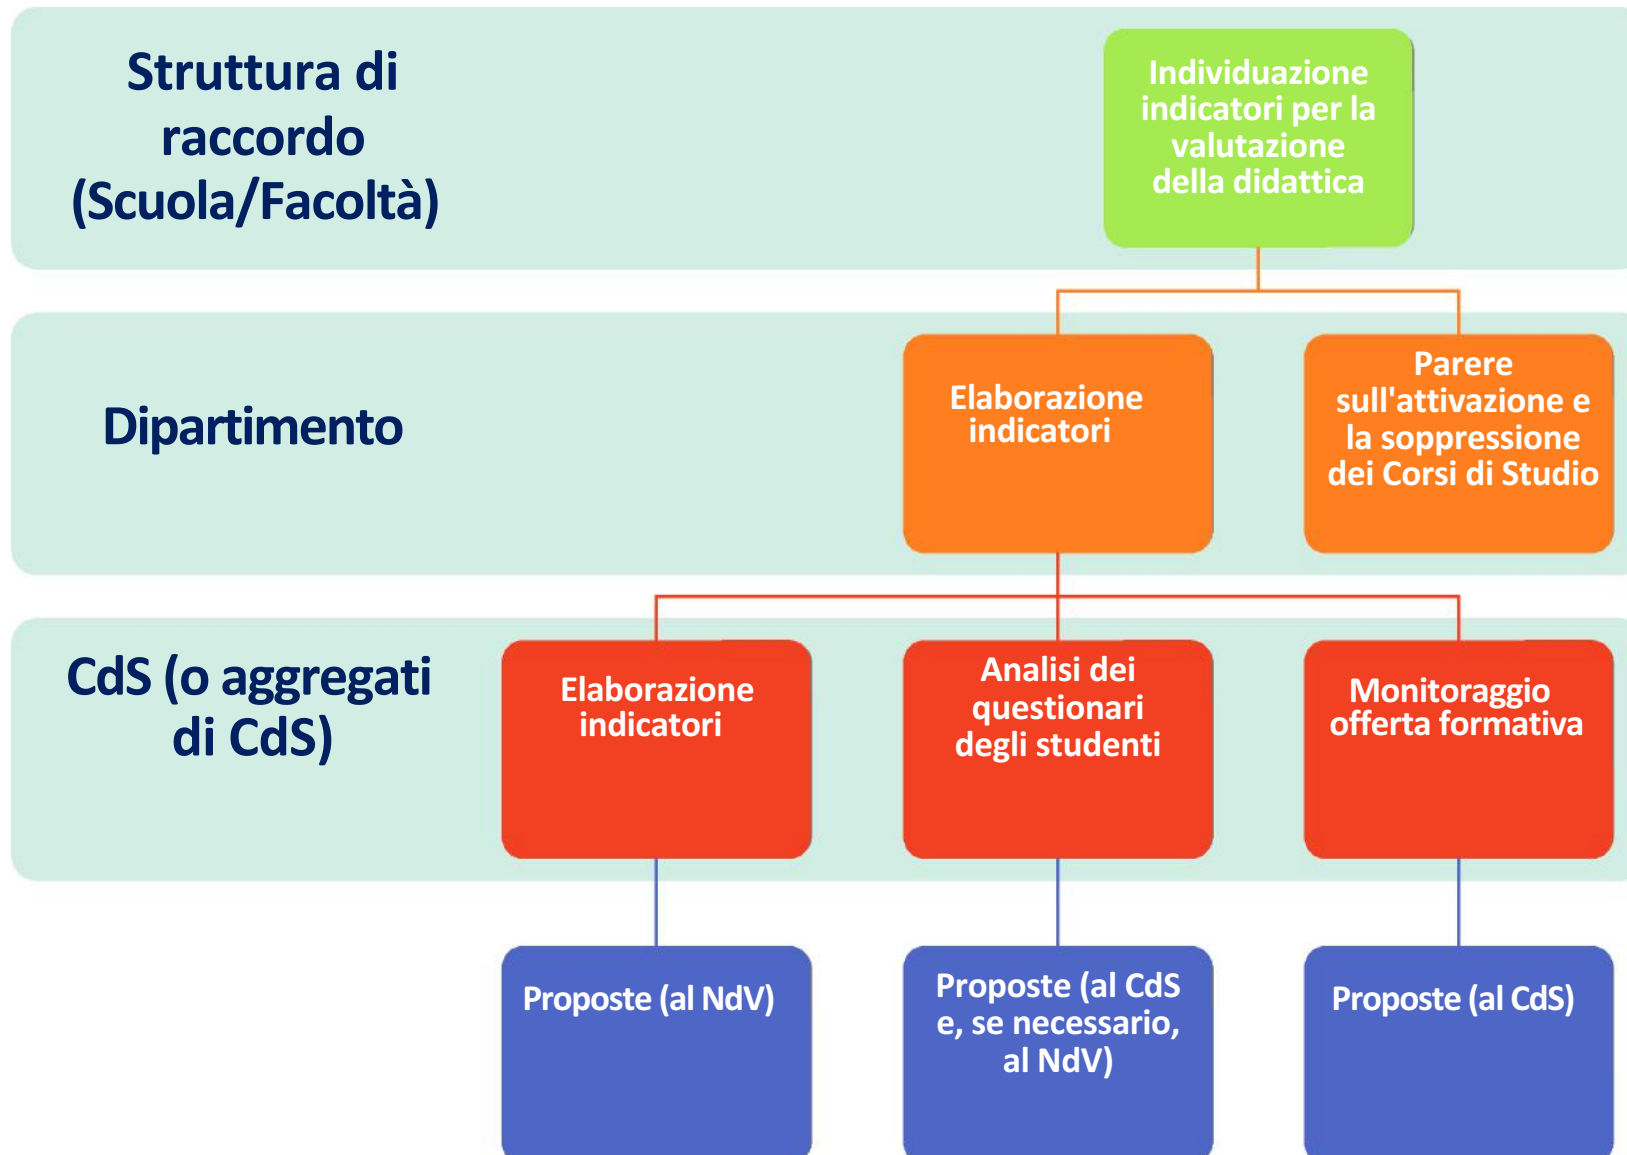 Struttura di
raccordo
(Scuola/Facoltà)
Individuazione
indicatori per la
valutazione
della didattica
Dipartimento
Elaborazione
indicatori
Parere
sull'attivazione e
la soppressione
dei Corsi di Studio
CdS (o aggregati
di CdS)
Elaborazione
indicatori
Analisi dei
questionari
degli studenti
Monitoraggio
offerta formativa
Proposte (al NdV)
Proposte (al CdS
e, se necessario,
al NdV)
Proposte (al CdS)